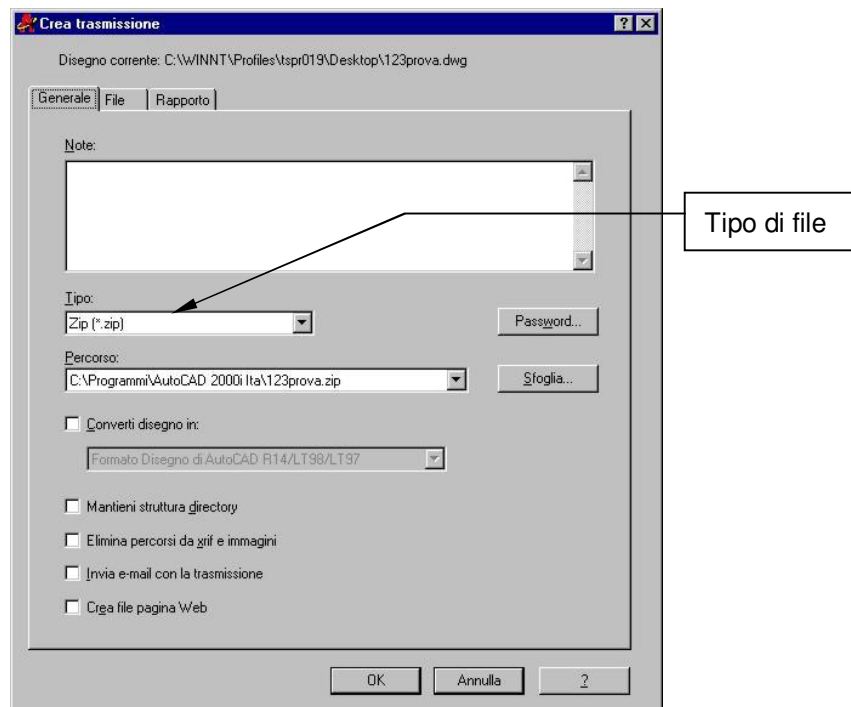 Crea trasmissione
Disegno corrente: C:\WINNT\Profiles\tspr019\Desktop\123prova.dwg
Generale File Rapporto
Note:
Tipo di file
Tipo:
Zip (*.zip)
Password...
Percorso:
C:\Programmi\AutoCAD 2000i Ita\123prova.zip
Sfoglia...
Converti disegno in:
Formato Disegno di AutoCAD R14/LT98/LT97
Mantieni struttura directory
Elimina percorsi da xrif e immagini
Invia e-mail con la trasmissione
Crea file pagina Web
OK Annulla ?